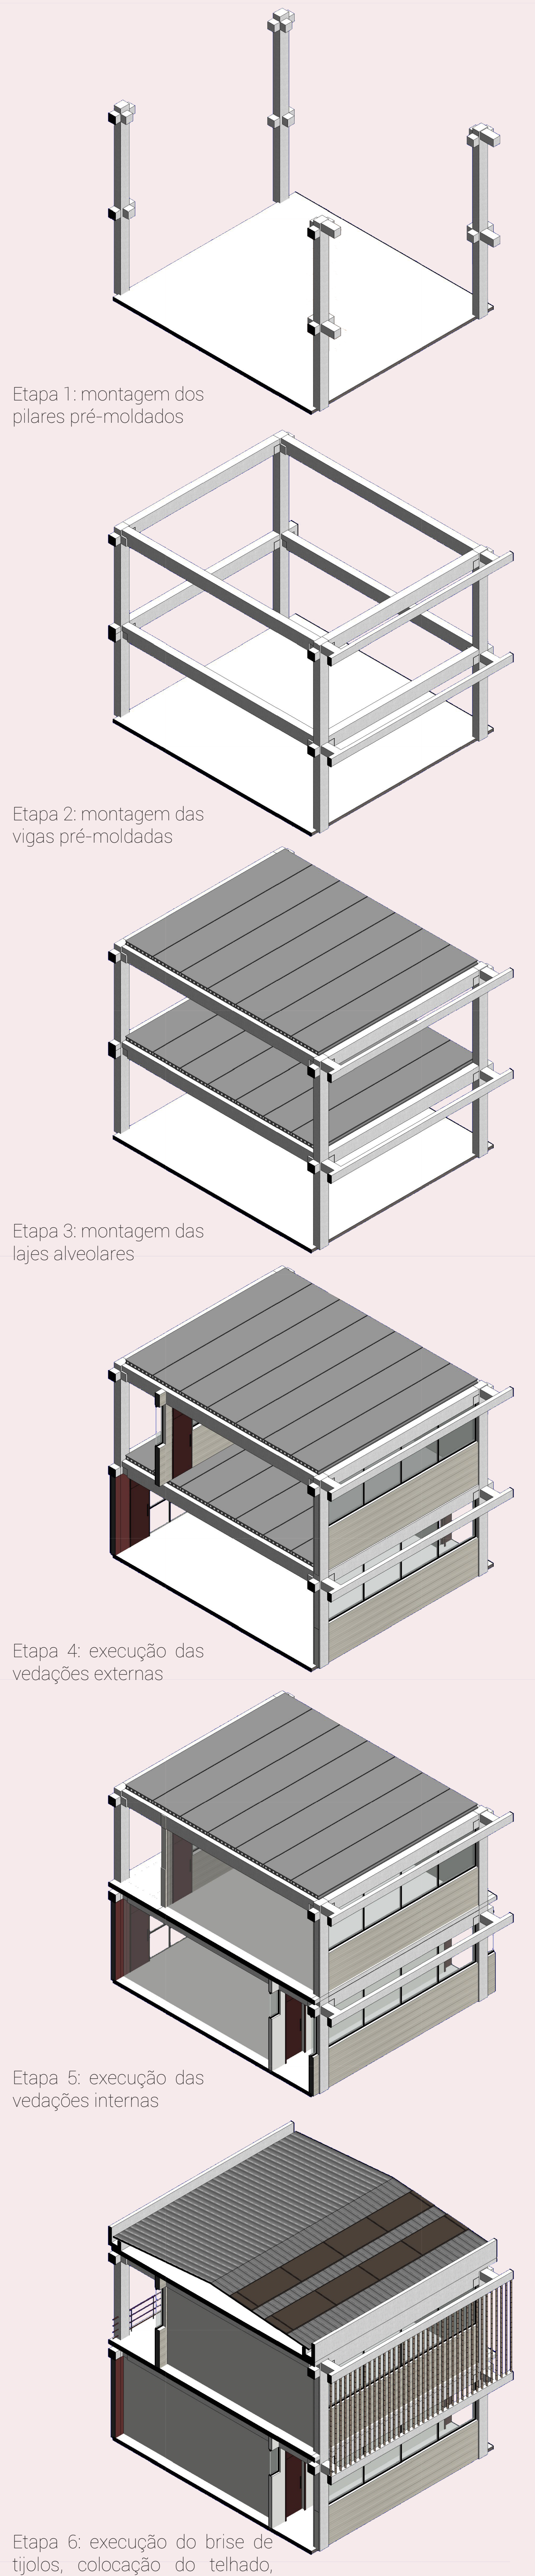 Etapa 1: montagem dos
pilares pré-moldados
Etapa 2: montagem das
vigas pré-moldadas
Etapa 3: montagem das
lajes alveolares
Etapa 4: execução das
vedações externas
Etapa 5: execução das
vedações internas
Etapa 6: execução do brise de
tijolos, colocação do telhado,